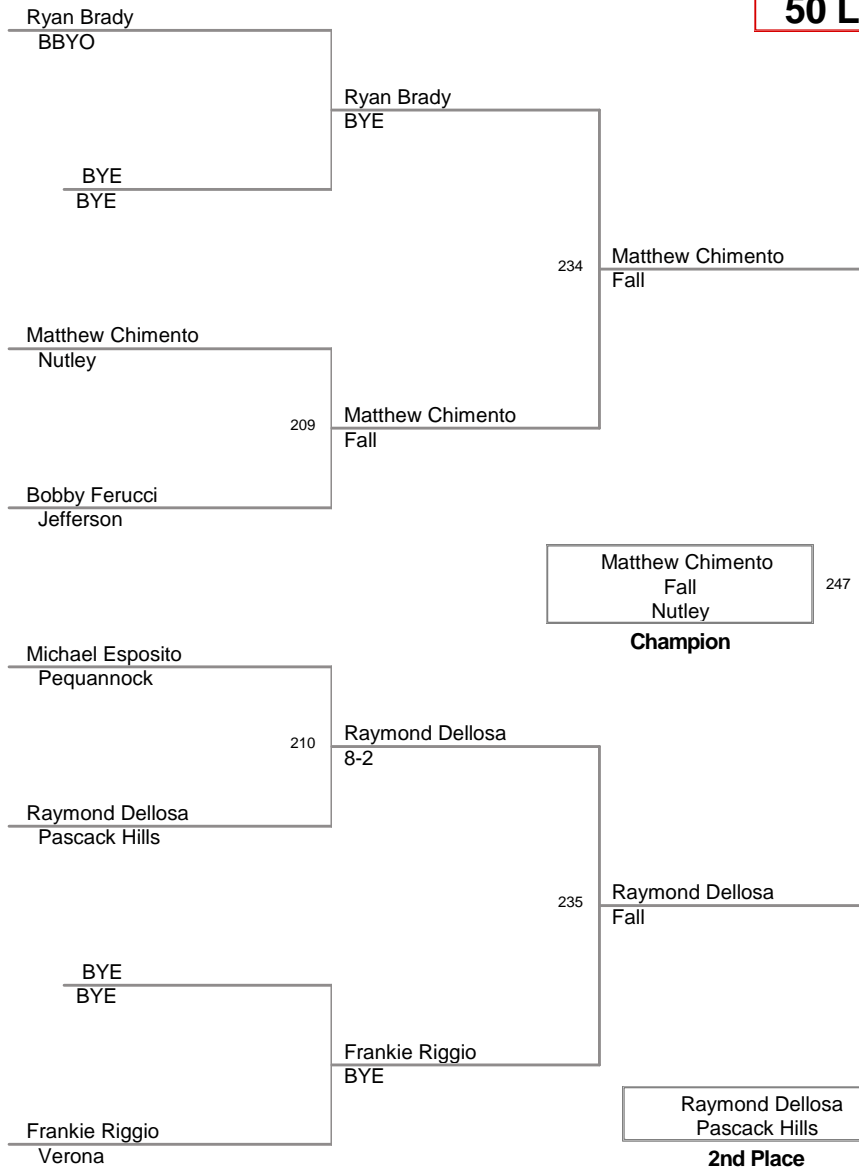 50 L
Ryan Brady
BBYO
Ryan Brady
BYE
BYE
BYE
234
Matthew Chimento
Fall
Matthew Chimento
Nutley
209
Matthew Chimento
Fall
Bobby Ferucci
Jefferson
Matthew Chimento
Fall
Nutley
247
Champion
Michael Esposito
Pequannock
210
Raymond Dellosa
8-2
Raymond Dellosa
Pascack Hills
235
Raymond Dellosa
Fall
BYE
BYE
Frankie Riggio
BYE
Raymond Dellosa
Pascack Hills
2nd Place
Frankie Riggio
Verona